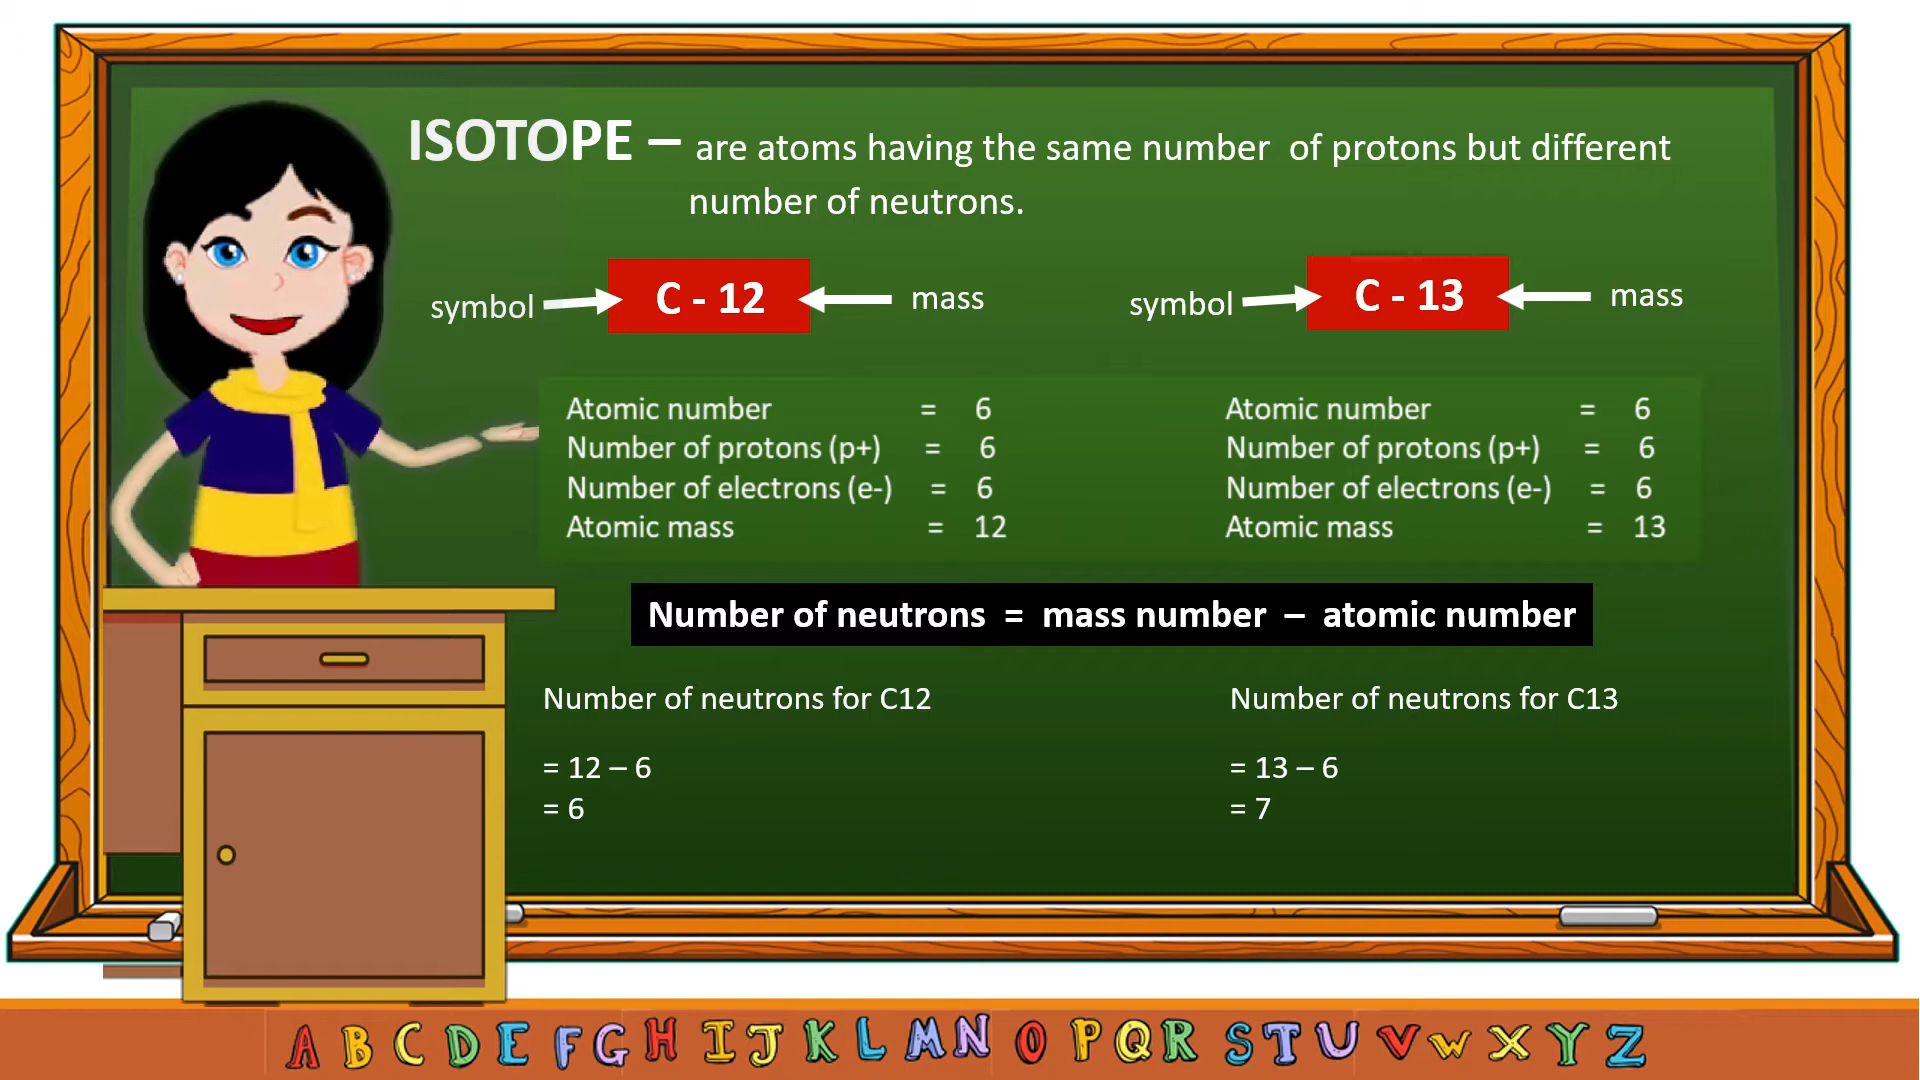 ISOTOPE – are atoms having the same number of protons but different
number of neutrons.
symbol C - 12 mass
symbol C - 13 mass
Atomic number = 6
Number of protons (p+) = 6
Number of electrons (e-) = 6
Atomic mass = 12
Atomic number = 6
Number of protons (p+) = 6
Number of electrons (e-) = 6
Atomic mass = 13
Number of neutrons = mass number – atomic number
Number of neutrons for C12
= 12 – 6
= 6
Number of neutrons for C13
= 13 – 6
= 7
A B C D E F G H I J K L M N O P Q R S T U V W X Y Z